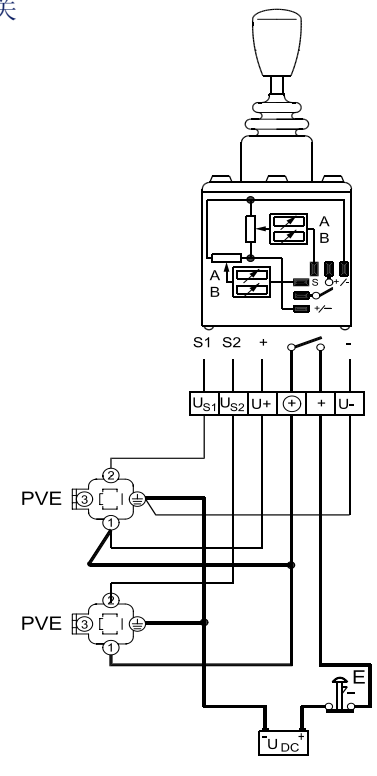 关
A
B
A
B
S
+/-
+/−
S1 S2 + -
US1 US2 U+ + + U-
2
PVE 3
1
2
PVE 3
1
E
- +
UDC